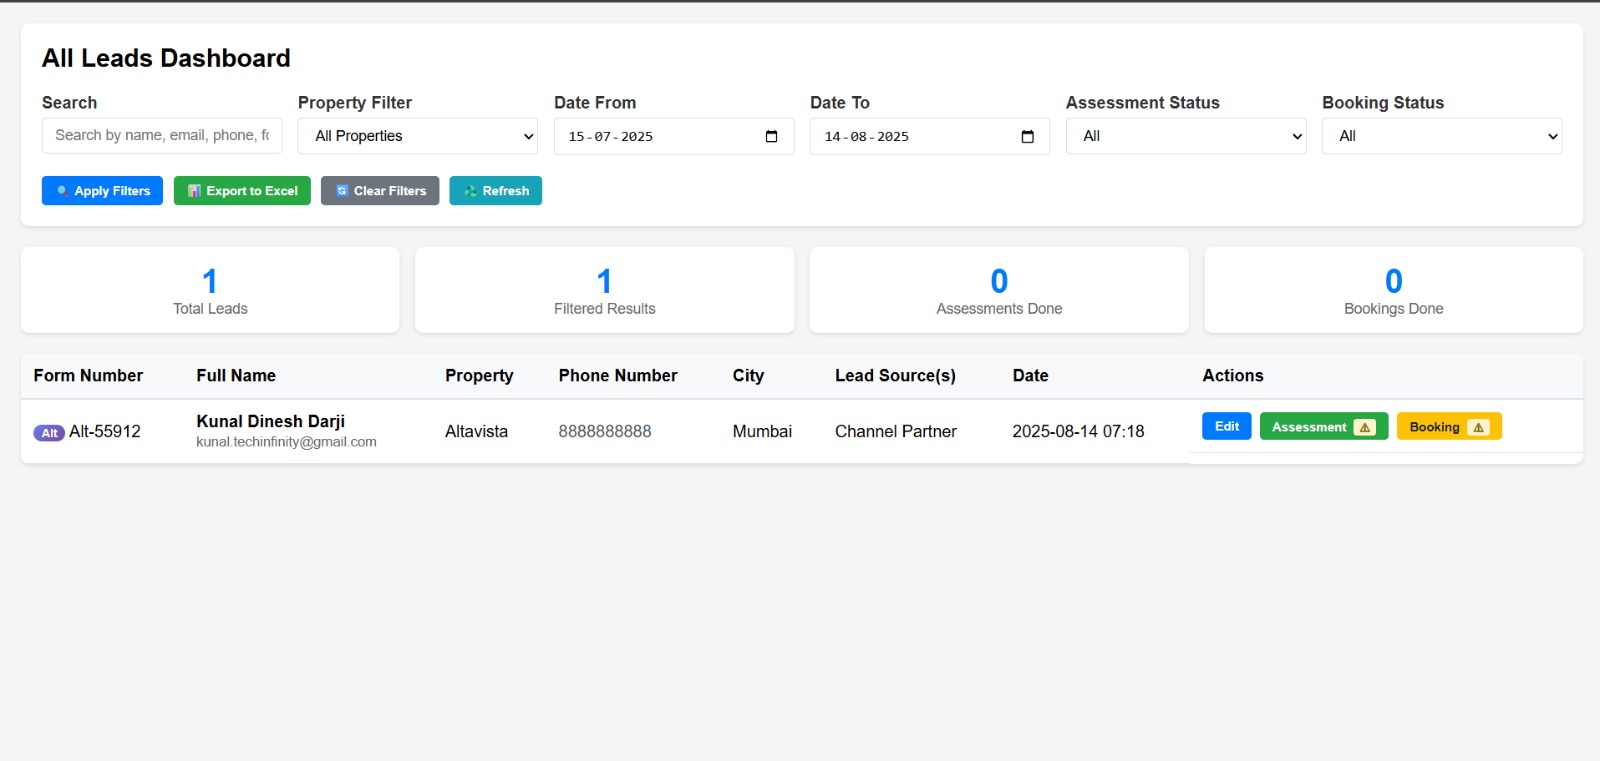 All Leads Dashboard
Search Property Filter Date From Date To Assessment Status Booking Status
Search by name, email, phone, All Properties 15-07-2025 14-08-2025 All All
Apply Filters Export to Excel Clear Filters Refresh
1 1 0 0
Total Leads Filtered Results Assessments Done Bookings Done
Form Number Full Name Property Phone Number City Lead Source(s) Date Actions
Alt Alt-55912 Kunal Dinesh Darji Altavista 8888888888 Mumbai Channel Partner 2025-08-14 07:18 Edit Assessment Booking
kunal.techinfinity@gmail.com